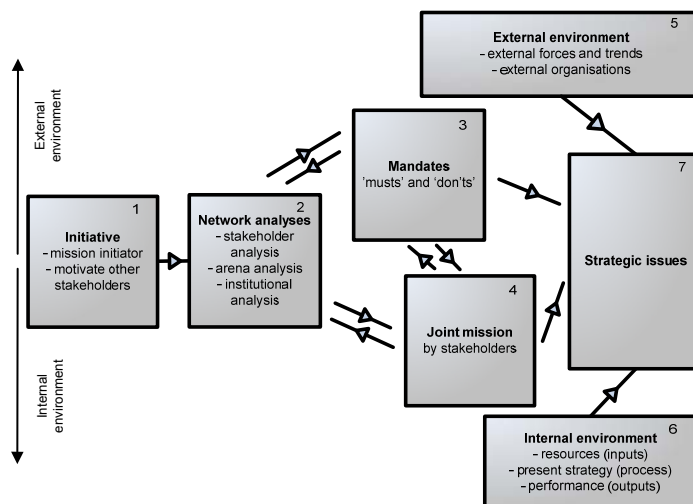 5
External environment
- external forces and trends
- external organisations
External
environment
3
Mandates
'musts' and 'don'ts'
7
Strategic issues
1
Initiative
- mission initiator
- motivate other
stakeholders
2
Network analyses
- stakeholder
analysis
- arena analysis
- institutional
analysis
4
Joint mission
by stakeholders
Internal
environment
6
Internal environment
- resources (inputs)
- present strategy (process)
- performance (outputs)